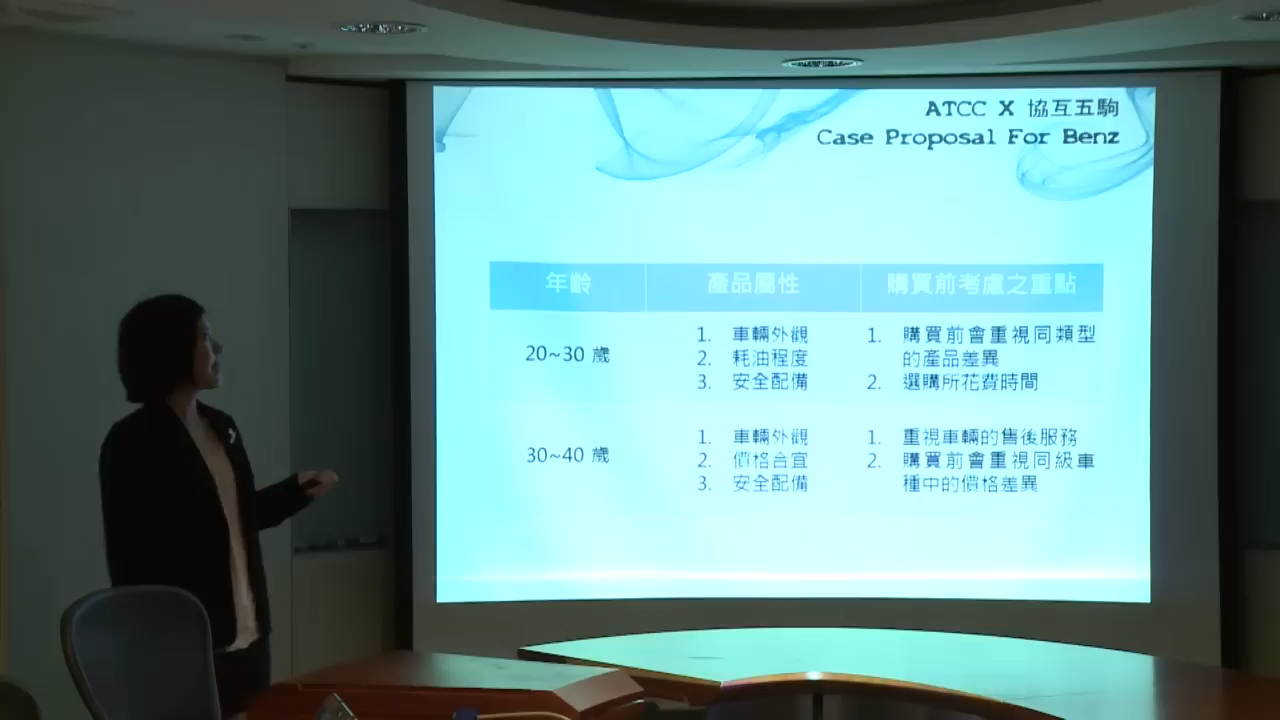 ATCC X 協互五駒
Case Proposal For Benz
年齡 產品屬性 購買前考慮之重點
20~30 歲
1. 車輛外觀
2. 耗油程度
3. 安全配備
1. 購買前會重視同類型
的產品差異
2. 選購所花費時間
30~40 歲
1. 車輛外觀
2. 價格合宜
3. 安全配備
1. 重視車輛的售後服務
2. 購買前會重視同級車
種中的價格差異